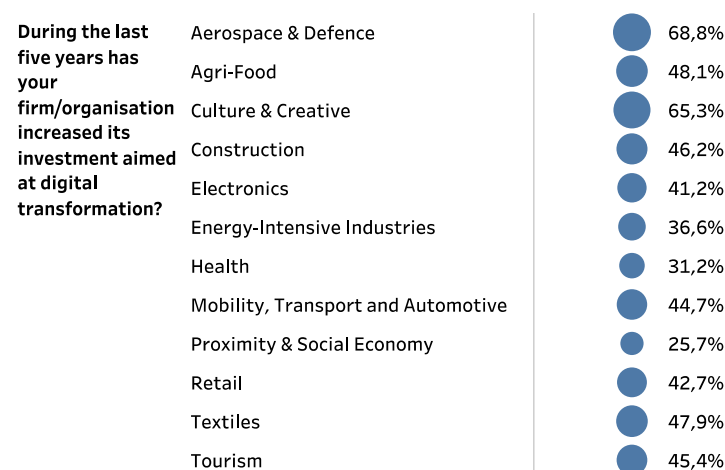 During the last
five years has
your
firm/organisation
increased its
investment aimed
at digital
transformation?
Aerospace & Defence 68,8%
Agri-Food 48,1%
Culture & Creative 65,3%
Construction 46,2%
Electronics 41,2%
Energy-Intensive Industries 36,6%
Health 31,2%
Mobility, Transport and Automotive 44,7%
Proximity & Social Economy 25,7%
Retail 42,7%
Textiles 47,9%
Tourism 45,4%